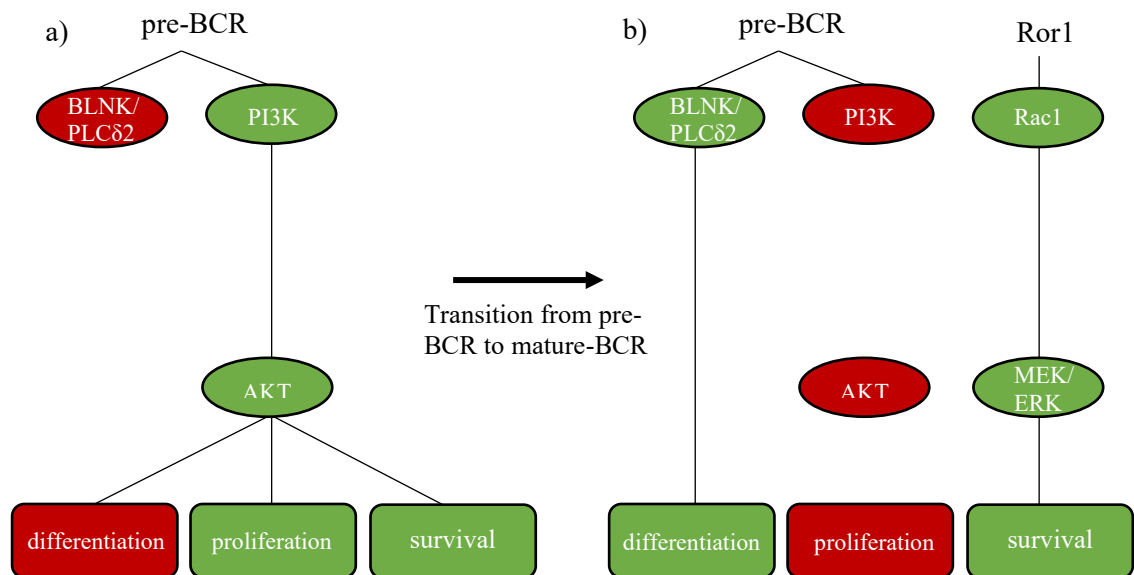 a)
pre-BCR
BLNK/
PLCδ2
PI3K
AKT
differentiation
proliferation
survival
Transition from pre-
BCR to mature-BCR
b)
pre-BCR
Ror1
BLNK/
PLCδ2
PI3K
Rac1
AKT
MEK/
ERK
differentiation
proliferation
survival